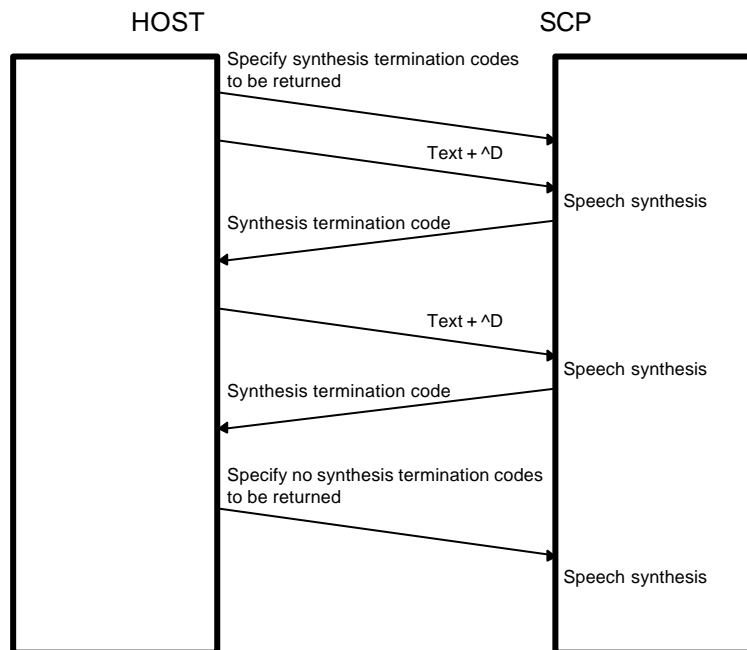 HOST
SCP
Specify synthesis termination codes
to be returned
Text + ^D
Speech synthesis
Synthesis termination code
Text + ^D
Speech synthesis
Synthesis termination code
Specify no synthesis termination codes
to be returned
Speech synthesis